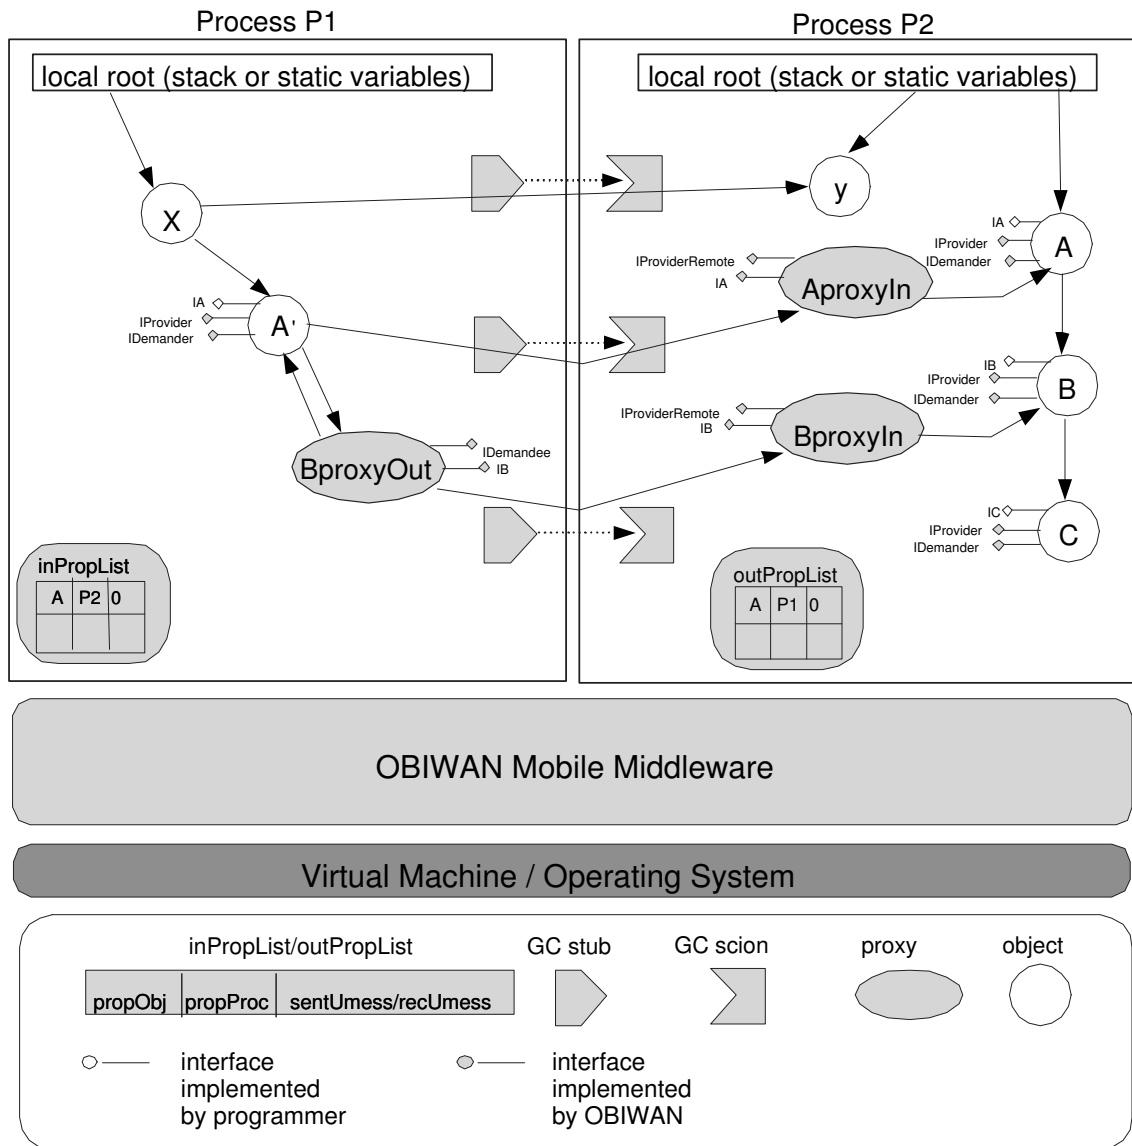 Process P1
Process P2
local root (stack or static variables)
local root (stack or static variables)
X
y
IA
IProvider
IDemander
A
IProviderRemote
IA
AproxyIn
IA
IProvider
IDemander
A'
IB
IProvider
IDemander
B
IProviderRemote
IB
BproxyIn
BproxyOut
IDemandee
IB
IC
IProvider
IDemander
C
inPropList
A P2 0
outPropList
A P1 0
OBIWAN Mobile Middleware
Virtual Machine / Operating System
inPropList/outPropList
GC stub
GC scion
proxy
object
propObj propProc sentUmess/recUmess
interface
implemented
by programmer
interface
implemented
by OBIWAN